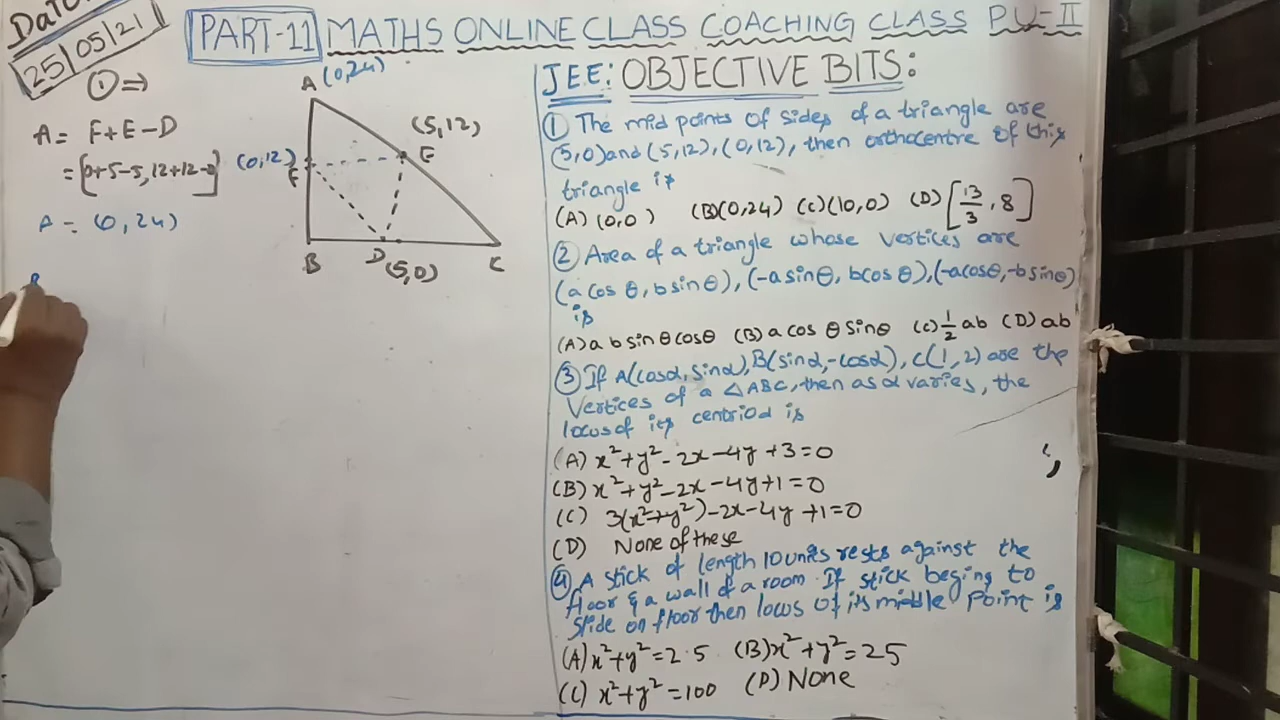 Date
25/05/21
PART-11 MATHS ONLINE CLASS COACHING CLASS P.U-II
① ⇒
A = F+E-D
= [0+5-5, 12+12-0]
A = (0, 24)
B
A (0,24)
(5,12)
E
(0,12)
F
B
D (5,0)
C
JEE: OBJECTIVE BITS:
① The mid points of sides of a triangle are
(5,0) and (5,12), (0,12), then orthocentre of this
triangle is
(A) (0,0) (B) (0,24) (C) (10,0) (D) [13/3, 8]
② Area of a triangle whose vertices are
(a cos θ, b sin θ), (-a sin θ, b cos θ), (-a cos θ, -b sin θ)
is
(A) a b sin θ cos θ (B) a cos θ sin θ (C) 1/2 ab (D) ab
③ If A(cos α, sin α), B(sin α, -cos α), C(1, 2) are the
Vertices of a △ABC, then as α varies, the
locus of its centriod is
(A) x²+y²-2x-4y+3=0
(B) x²+y²-2x-4y+1=0
(C) 3(x²+y²)-2x-4y+1=0
(D) None of these
④ A stick of length 10 units rests against the
floor & a wall of a room. If stick begins to
slide on floor then locus of its middle point is
(A) x²+y²=2.5 (B) x²+y²=25
(C) x²+y²=100 (D) None